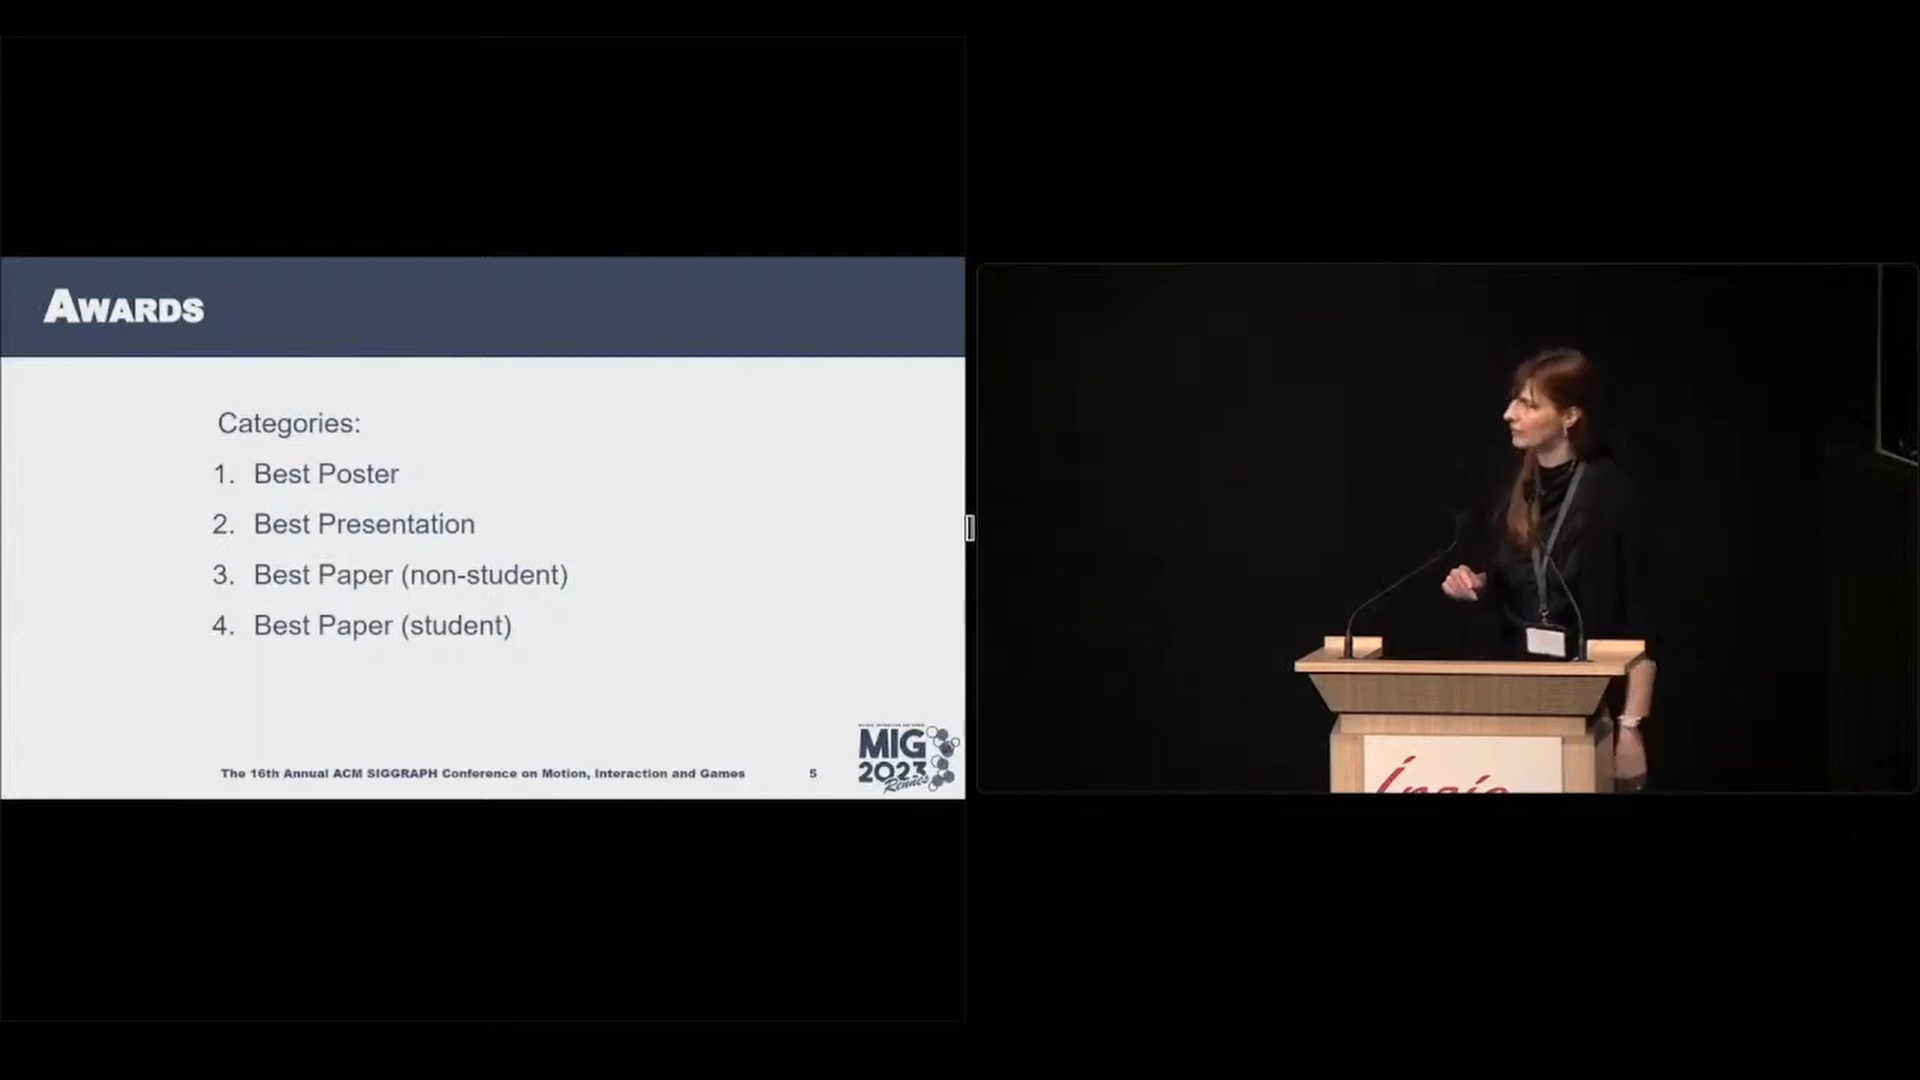 AWARDS
Categories:
1. Best Poster
2. Best Presentation
3. Best Paper (non-student)
4. Best Paper (student)
The 16th Annual ACM SIGGRAPH Conference on Motion, Interaction and Games
5
MIG
2023
Rennes